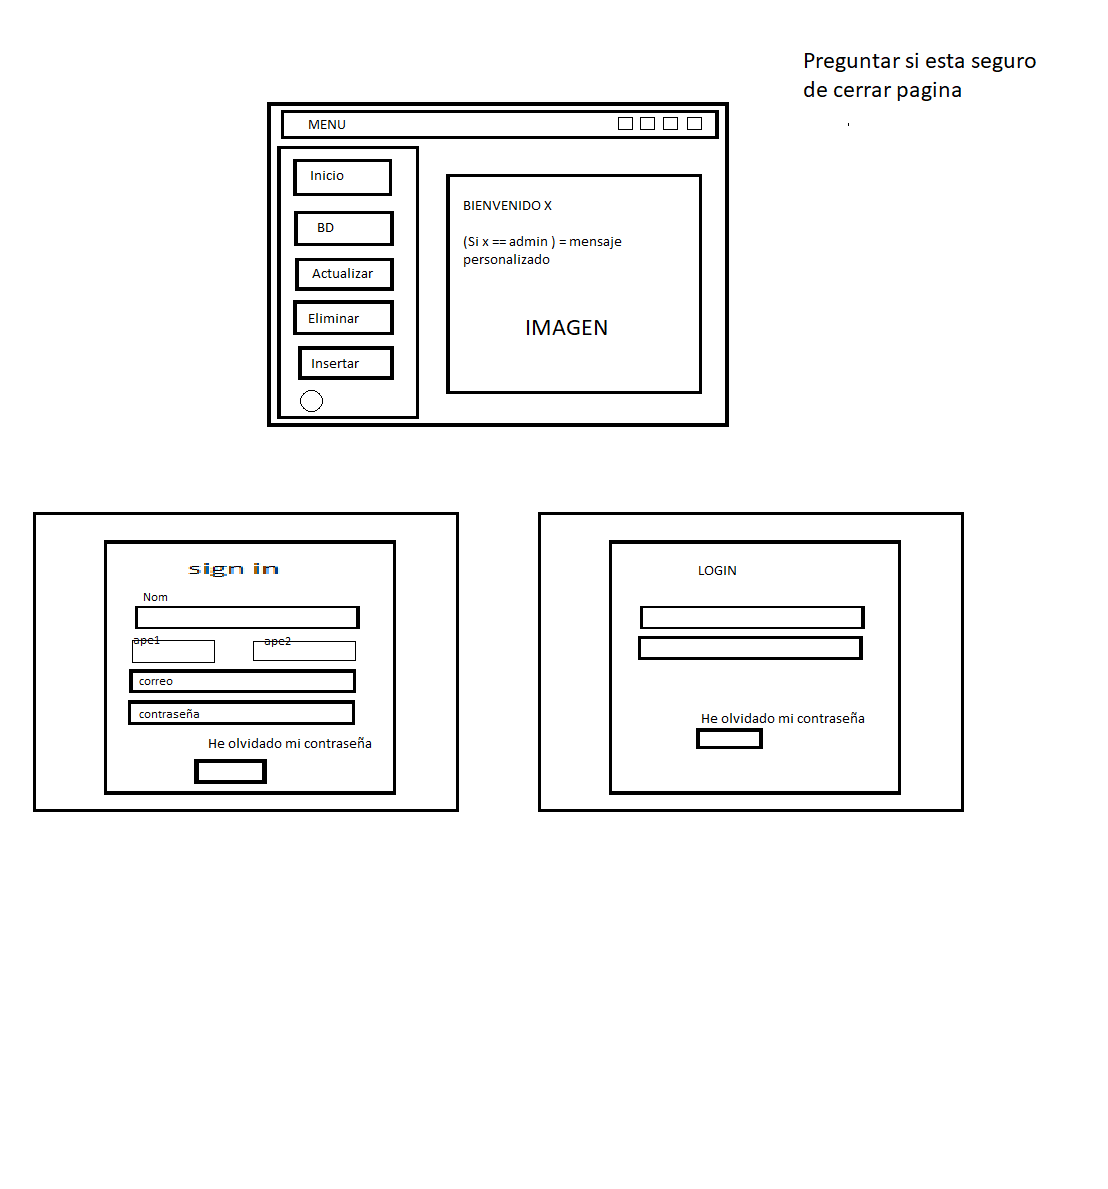 Preguntar si esta seguro
de cerrar pagina
MENU
Inicio
BD
Actualizar
Eliminar
Insertar
BIENVENIDO X
(Si x == admin ) = mensaje
personalizado
IMAGEN
sign in
Nom
ape1
ape2
correo
contraseña
He olvidado mi contraseña
LOGIN
He olvidado mi contraseña